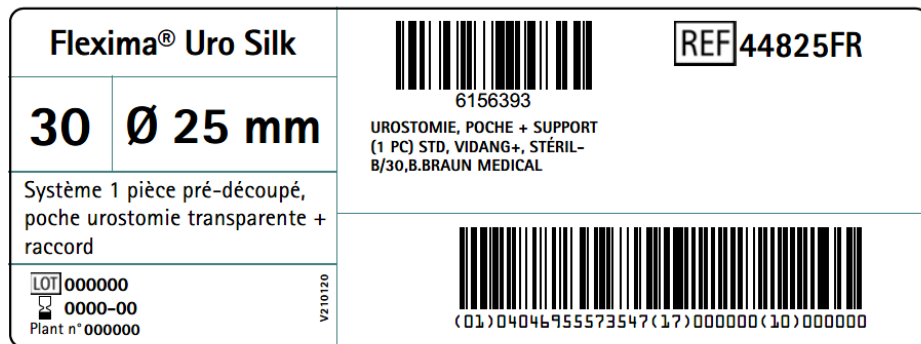 Flexima® Uro Silk
30
Ø 25 mm
Système 1 pièce pré-découpé,
poche urostomie transparente +
raccord
LOT 000000
0000-00
Plant n° 000000
V210120
6156393
UROSTOMIE, POCHE + SUPPORT
(1 PC) STD, VIDANG+, STÉRIL-
B/30,B.BRAUN MEDICAL
REF 44825FR
(01)04046955573547(17)000000(10)000000